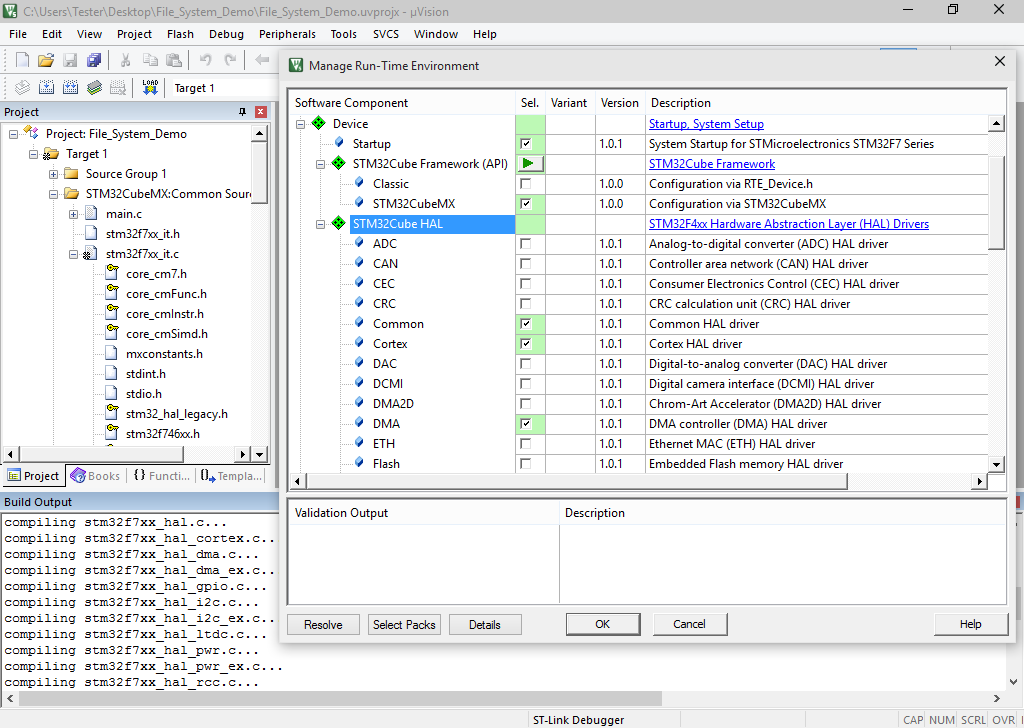 C:\Users\Tester\Desktop\File_System_Demo\File_System_Demo.uvprojx - µVision
File Edit View Project Flash Debug Peripherals Tools SVCS Window Help
LOAD Target 1
Project
Project: File_System_Demo
Target 1
Source Group 1
STM32CubeMX:Common Sour
main.c
stm32f7xx_it.h
stm32f7xx_it.c
core_cm7.h
core_cmFunc.h
core_cmInstr.h
core_cmSimd.h
mxconstants.h
stdint.h
stdio.h
stm32_hal_legacy.h
stm32f746xx.h
Project Books {} Functi... Templa...
Manage Run-Time Environment
Software Component Sel. Variant Version Description
Device Startup, System Setup
Startup 1.0.1 System Startup for STMicroelectronics STM32F7 Series
STM32Cube Framework (API) STM32Cube Framework
Classic 1.0.0 Configuration via RTE_Device.h
STM32CubeMX 1.0.0 Configuration via STM32CubeMX
STM32Cube HAL STM32F4xx Hardware Abstraction Layer (HAL) Drivers
ADC 1.0.1 Analog-to-digital converter (ADC) HAL driver
CAN 1.0.1 Controller area network (CAN) HAL driver
CEC 1.0.1 Consumer Electronics Control (CEC) HAL driver
CRC 1.0.1 CRC calculation unit (CRC) HAL driver
Common 1.0.1 Common HAL driver
Cortex 1.0.1 Cortex HAL driver
DAC 1.0.1 Digital-to-analog converter (DAC) HAL driver
DCMI 1.0.1 Digital camera interface (DCMI) HAL driver
DMA2D 1.0.1 Chrom-Art Accelerator (DMA2D) HAL driver
DMA 1.0.1 DMA controller (DMA) HAL driver
ETH 1.0.1 Ethernet MAC (ETH) HAL driver
Flash 1.0.1 Embedded Flash memory HAL driver
Validation Output Description
Resolve Select Packs Details OK Cancel Help
Build Output
compiling stm32f7xx_hal.c...
compiling stm32f7xx_hal_cortex.c...
compiling stm32f7xx_hal_dma.c...
compiling stm32f7xx_hal_dma_ex.c...
compiling stm32f7xx_hal_gpio.c...
compiling stm32f7xx_hal_i2c.c...
compiling stm32f7xx_hal_i2c_ex.c...
compiling stm32f7xx_hal_ltdc.c...
compiling stm32f7xx_hal_pwr.c...
compiling stm32f7xx_hal_pwr_ex.c...
compiling stm32f7xx_hal_rcc.c...
ST-Link Debugger CAP NUM SCRL OVR